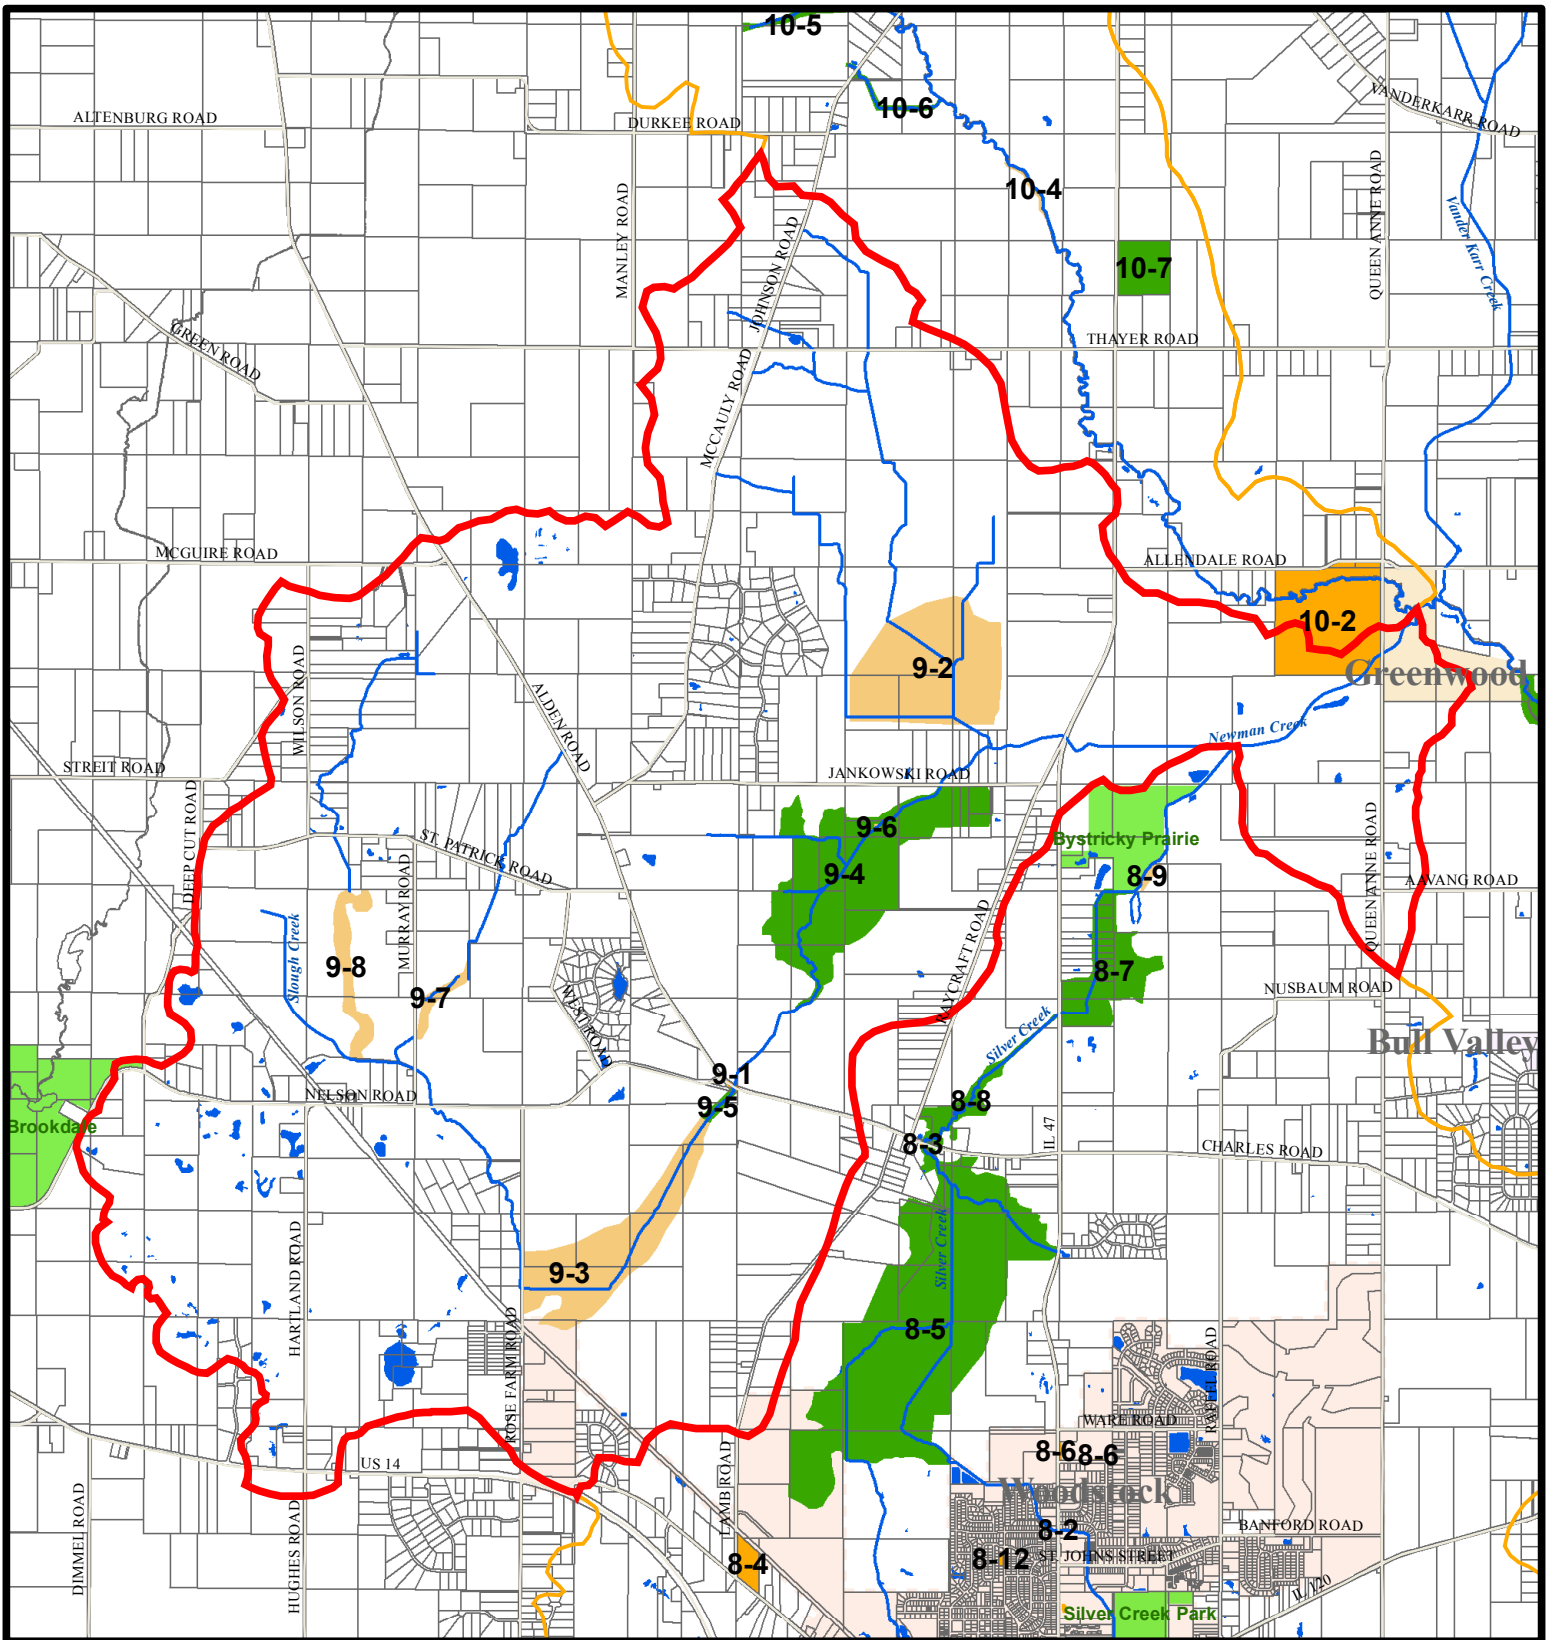 10-5
10-6
ALTENBURG ROAD
DURKEE ROAD
VANDERKARR ROAD
10-4
MANLEY ROAD
QUEEN ANNE ROAD
Vander Karr Creek
10-7
JOHNSON ROAD
GREEN ROAD
THAYER ROAD
MCCAULY ROAD
MCGUIRE ROAD
ALLENDALE ROAD
10-2
9-2
Greenwood
WILSON ROAD
ALDEN ROAD
Newman Creek
STREIT ROAD
JANKOWSKI ROAD
DEEP CUT ROAD
9-6
ST. PATRICK ROAD
Bystricky Prairie
QUEEN ANNE ROAD
9-4
8-9
AAVANG ROAD
MURRAY ROAD
Slough Creek
9-8
9-7
RAYCRAFT ROAD
8-7
NUSBAUM ROAD
WEST ROAD
Silver Creek
Bull Valley
9-1
9-5
NELSON ROAD
8-8
Brookdale
8-3
IL 47
CHARLES ROAD
HARTLAND ROAD
Silver Creek
9-3
8-5
ROSE FARM ROAD
RAFFEL ROAD
WARE ROAD
8-6
8-6
US 14
LAMB ROAD
Woodstock
DIMMEL ROAD
HUGHES ROAD
8-2
BANFORD ROAD
8-4
8-12
ST. JOHNS STREET
IL 120
Silver Creek Park